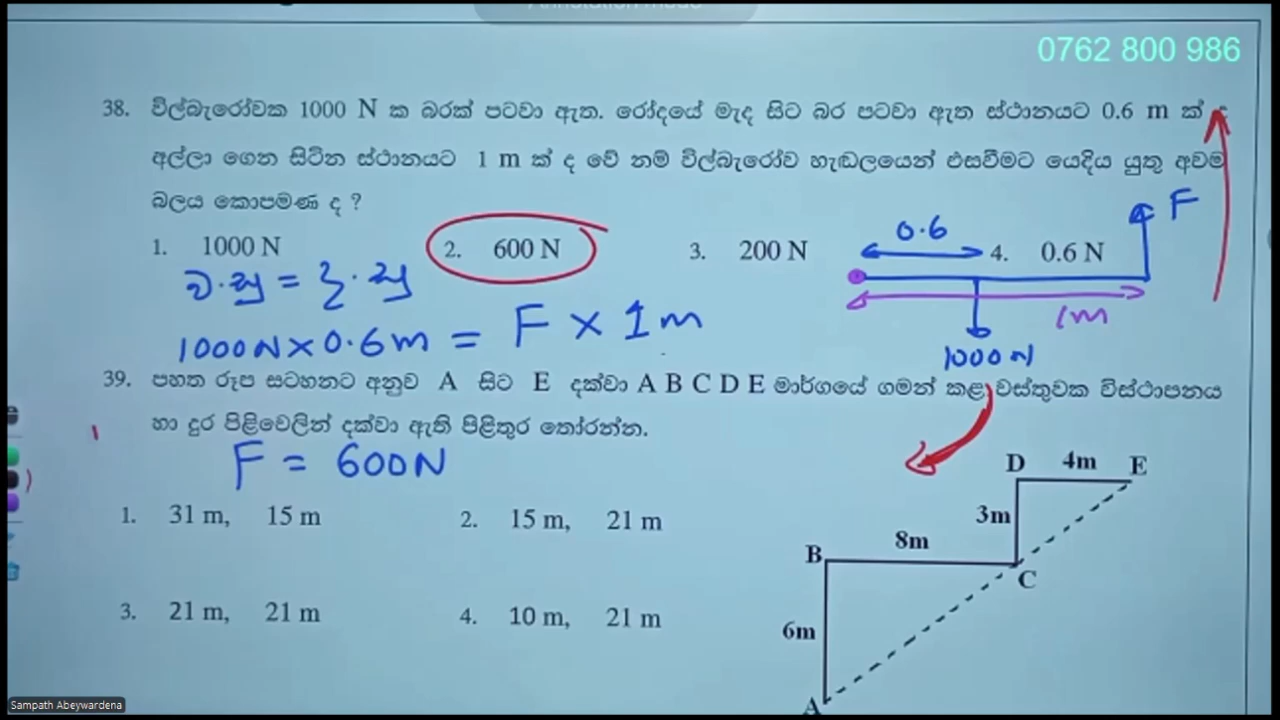 0762 800 986
38. විල්බැරෝවක 1000 N ක බරක් පටවා ඇත. රෝදයේ මැද සිට බර පටවා ඇත ස්ථානයට 0.6 m ක් ද
අල්ලා ගෙන සිටින ස්ථානයට 1 m ක් ද වේ නම් විල්බැරෝව හැඬලයෙන් එසවීමට යෙදිය යුතු අවම
බලය කොපමණ ද ?
1. 1000 N 2. 600 N 3. 200 N 4. 0.6 N
0.6
F
1m
1000 N
ව.සු = ද.සු
1000N × 0.6m = F × 1m
39. පහත රූප සටහනට අනුව A සිට E දක්වා A B C D E මාර්ගයේ ගමන් කළ වස්තුවක විස්ථාපනය
හා දුර පිළිවෙලින් දක්වා ඇති පිළිතුර තෝරන්න.
F = 600N
1. 31 m, 15 m 2. 15 m, 21 m
3. 21 m, 21 m 4. 10 m, 21 m
D 4m E
3m
B 8m
C
6m
A
Sampath Abeywardena